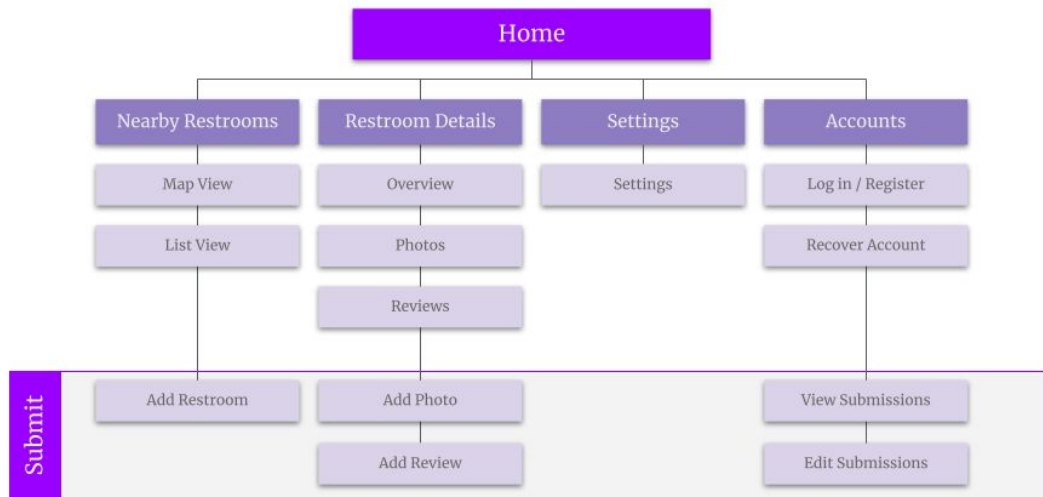 Home
Nearby Restrooms
Restroom Details
Settings
Accounts
Map View
Overview
Settings
Log in / Register
List View
Photos
Recover Account
Reviews
Submit
Add Restroom
Add Photo
View Submissions
Add Review
Edit Submissions